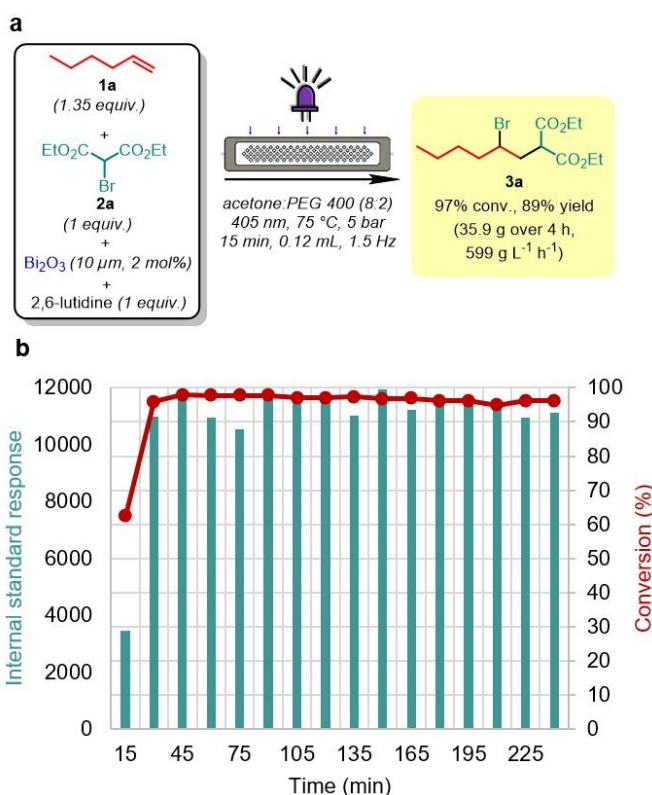 a
1a
(1.35 equiv.)
+
EtO₂C CO₂Et
Br
2a
(1 equiv.)
+
Bi₂O₃ (10 µm, 2 mol%)
+
2,6-lutidine (1 equiv.)
acetone:PEG 400 (8:2)
405 nm, 75 °C, 5 bar
15 min, 0.12 mL, 1.5 Hz
Br
CO₂Et
CO₂Et
3a
97% conv., 89% yield
(35.9 g over 4 h,
599 g L⁻¹ h⁻¹)
b
Internal standard response
12000
10000
8000
6000
4000
2000
0
100
90
80
70
60
50
40
30
20
10
0
Conversion (%)
15 45 75 105 135 165 195 225
Time (min)